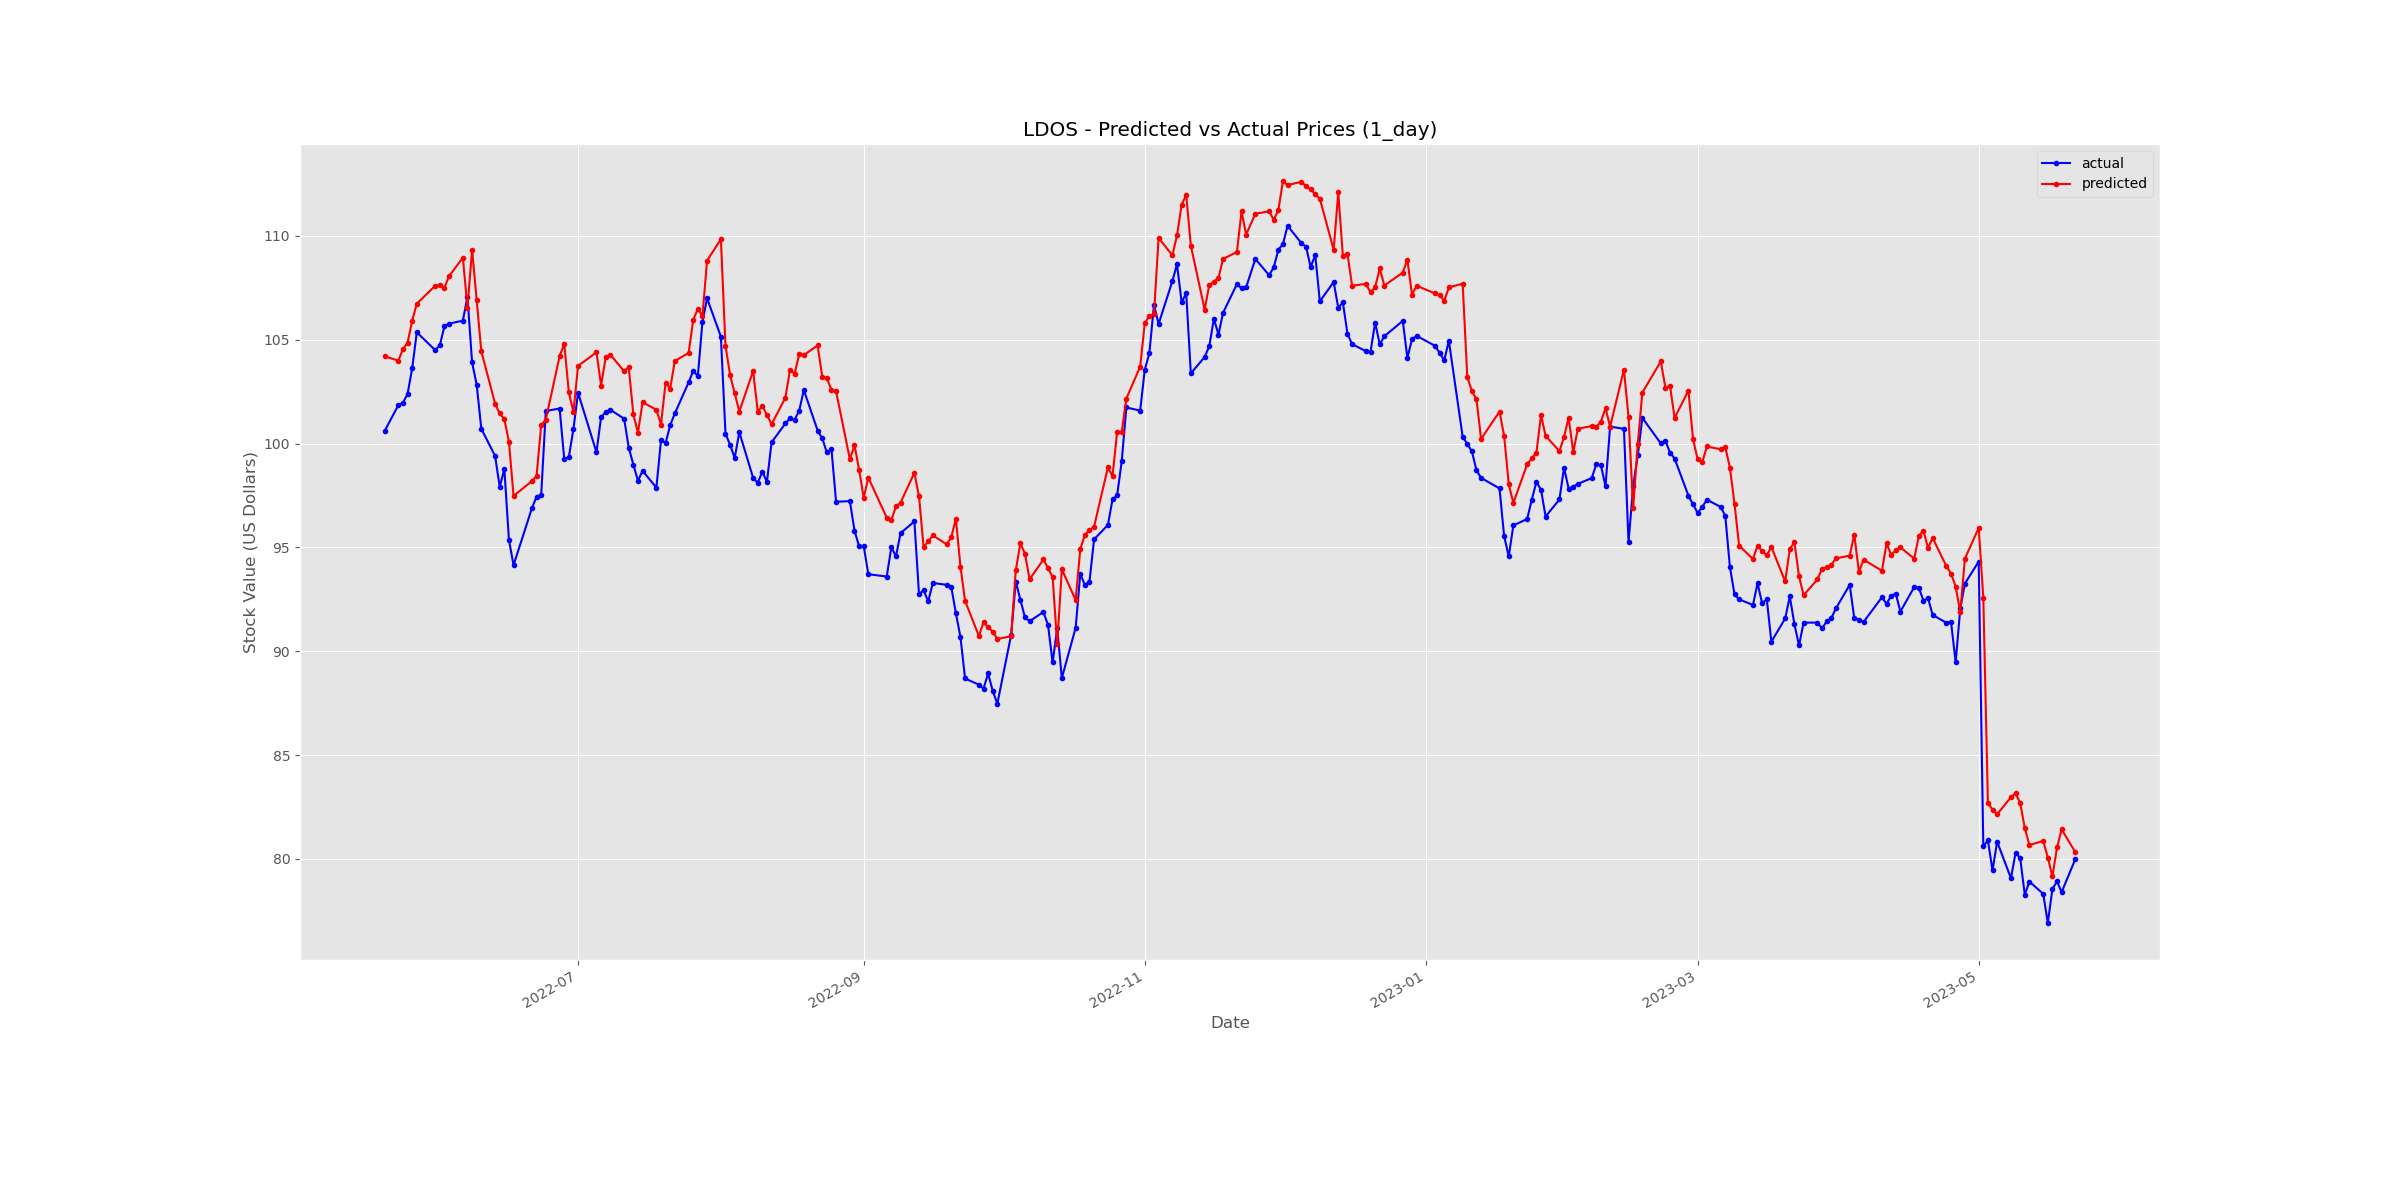 LDOS - Predicted vs Actual Prices (1_day)
actual
predicted
110
105
100
95
90
85
80
Stock Value (US Dollars)
2022-07
2022-09
2022-11
2023-01
2023-03
2023-05
Date